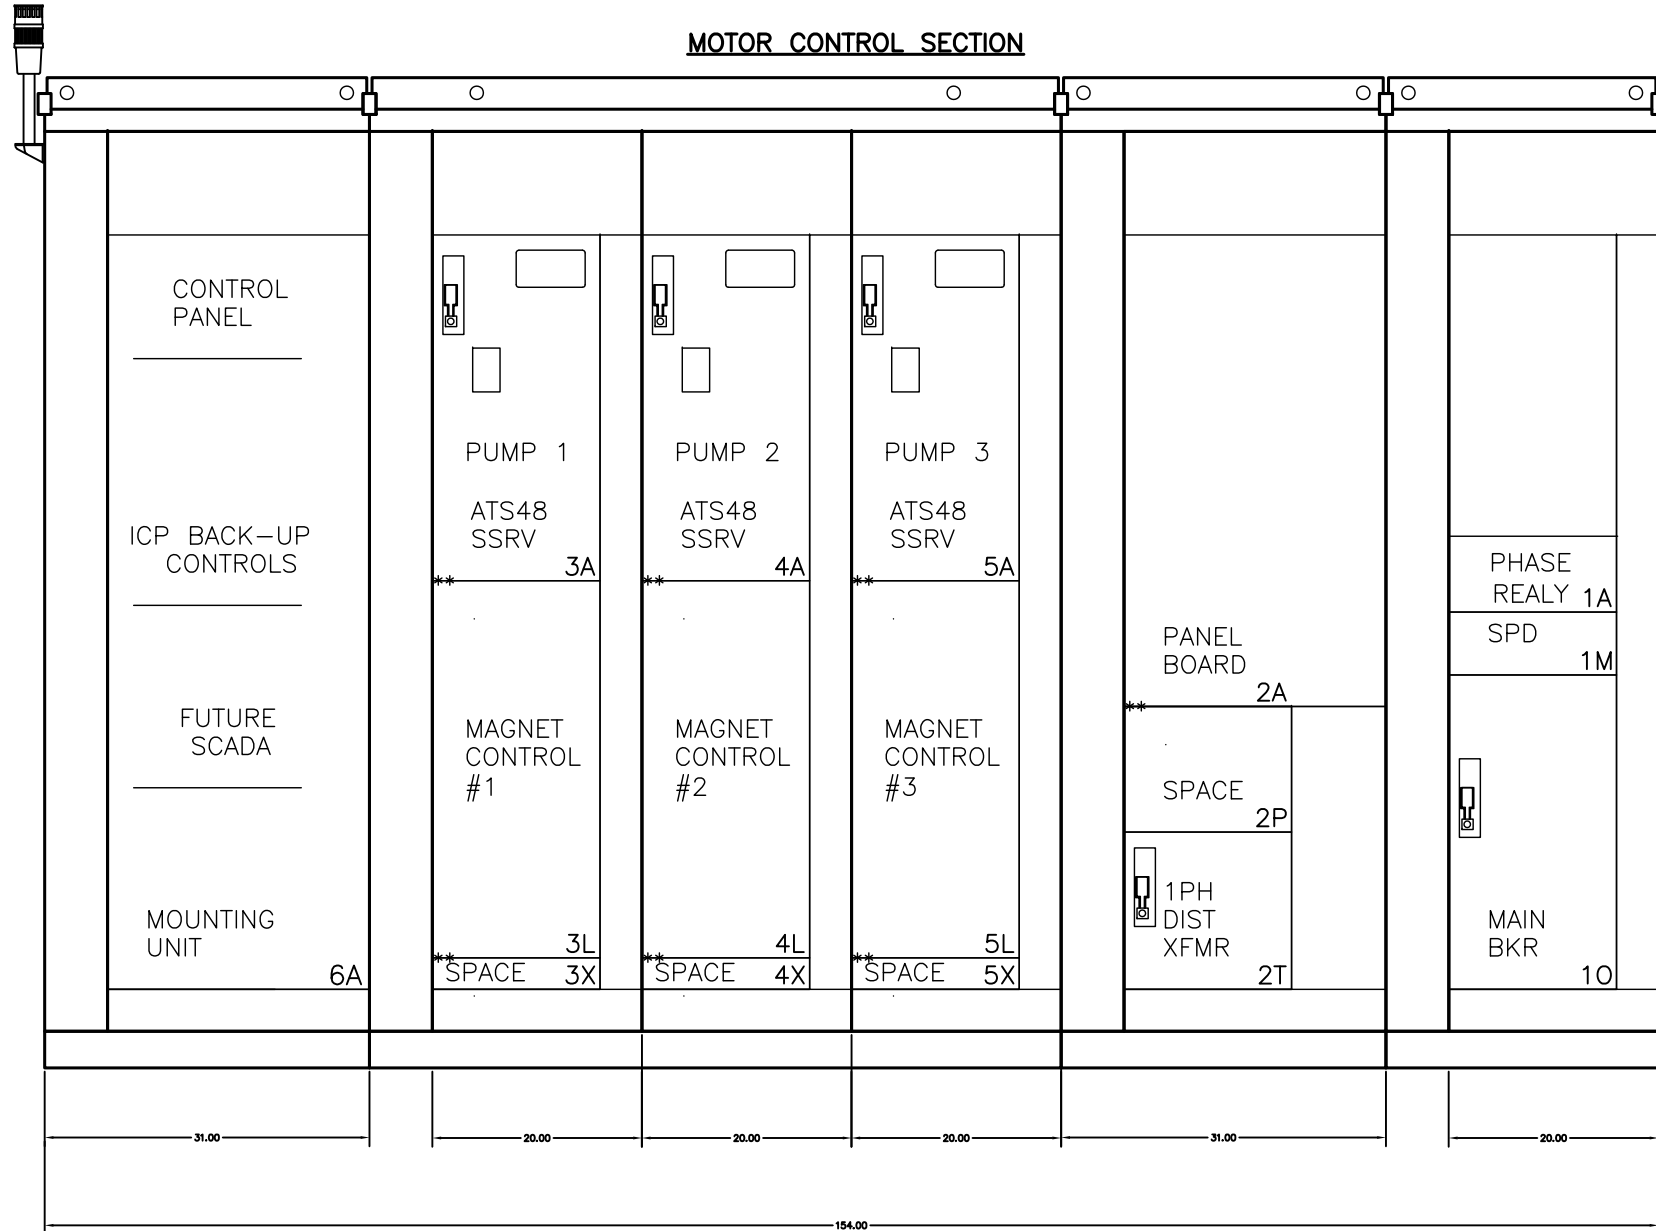 MOTOR CONTROL SECTION
CONTROL
PANEL
ICP BACK-UP
CONTROLS
FUTURE
SCADA
MOUNTING
UNIT
6A
PUMP 1
ATS48
SSRV
3A
MAGNET
CONTROL
#1
3L
SPACE 3X
PUMP 2
ATS48
SSRV
4A
MAGNET
CONTROL
#2
4L
SPACE 4X
PUMP 3
ATS48
SSRV
5A
MAGNET
CONTROL
#3
5L
SPACE 5X
PANEL
BOARD
2A
SPACE
2P
1PH
DIST
XFMR
2T
PHASE
REALY 1A
SPD
1M
MAIN
BKR
1O
31.00
20.00
20.00
20.00
31.00
20.00
154.00